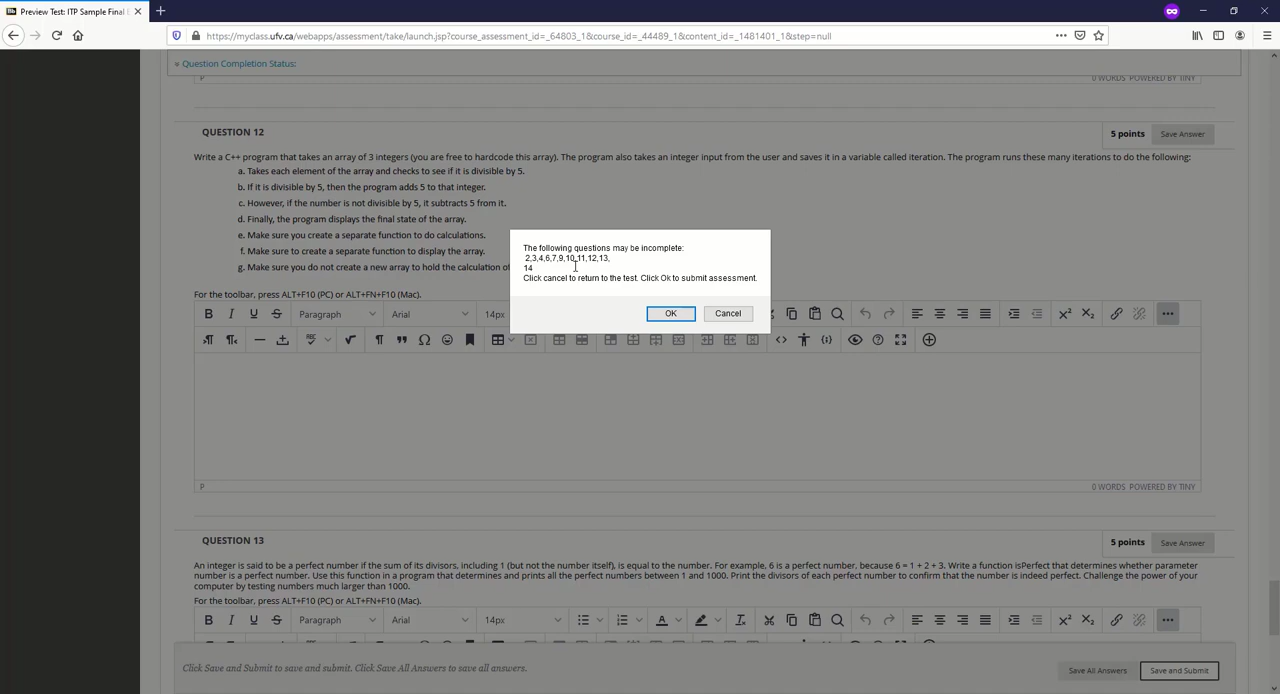 Preview Test: ITP Sample Final
https://myclass.ufv.ca/webapps/assessment/take/launch.jsp?course_assessment_id=_64803_1&course_id=_44489_1&content_id=_1481401_1&step=null
Question Completion Status:
P
0 WORDS POWERED BY TINY
QUESTION 12
5 points
Save Answer
Write a C++ program that takes an array of 3 integers (you are free to hardcode this array). The program also takes an integer input from the user and saves it in a variable called iteration. The program runs these many iterations to do the following:
a. Takes each element of the array and checks to see if it is divisible by 5.
b. If it is divisible by 5, then the program adds 5 to that integer.
c. However, if the number is not divisible by 5, it subtracts 5 from it.
d. Finally, the program displays the final state of the array.
e. Make sure you create a separate function to do calculations.
f. Make sure to create a separate function to display the array.
g. Make sure you do not create a new array to hold the calculation of
The following questions may be incomplete:
2,3,4,6,7,9,10,11,12,13,
14
Click cancel to return to the test. Click Ok to submit assessment.
OK
Cancel
For the toolbar, press ALT+F10 (PC) or ALT+FN+F10 (Mac).
B I U S Paragraph Arial 14px
P
0 WORDS POWERED BY TINY
QUESTION 13
5 points
Save Answer
An integer is said to be a perfect number if the sum of its divisors, including 1 (but not the number itself), is equal to the number. For example, 6 is a perfect number, because 6 = 1 + 2 + 3. Write a function isPerfect that determines whether parameter
number is a perfect number. Use this function in a program that determines and prints all the perfect numbers between 1 and 1000. Print the divisors of each perfect number to confirm that the number is indeed perfect. Challenge the power of your
computer by testing numbers much larger than 1000.
For the toolbar, press ALT+F10 (PC) or ALT+FN+F10 (Mac).
B I U S Paragraph Arial 14px
Click Save and Submit to save and submit. Click Save All Answers to save all answers.
Save All Answers
Save and Submit